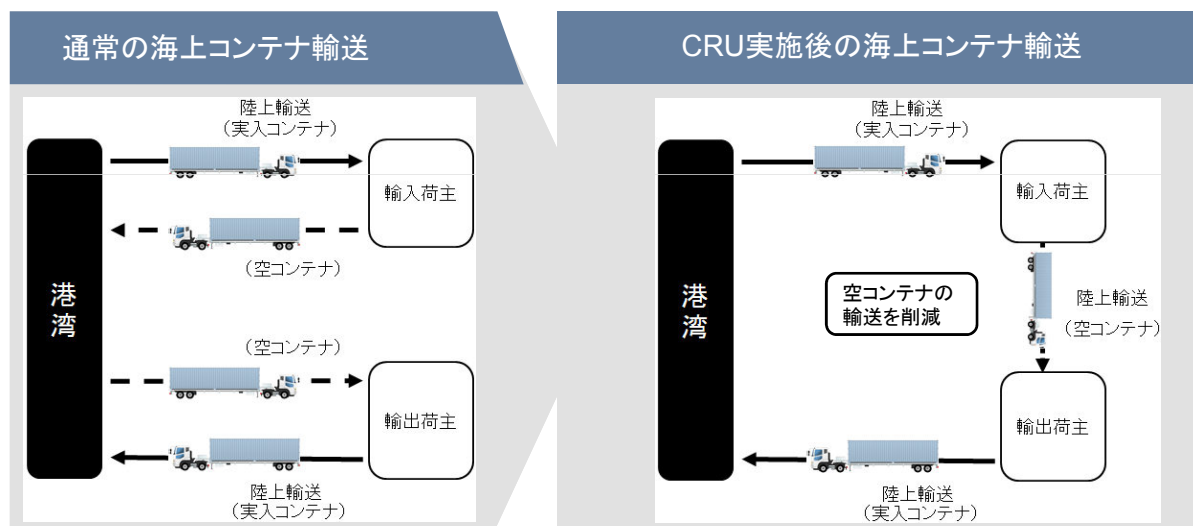 通常の海上コンテナ輸送
陸上輸送
(実入コンテナ)
輸入荷主
(空コンテナ)
港湾
(空コンテナ)
輸出荷主
陸上輸送
(実入コンテナ)
CRU実施後の海上コンテナ輸送
陸上輸送
(実入コンテナ)
輸入荷主
港湾
空コンテナの
輸送を削減
陸上輸送
(空コンテナ)
輸出荷主
陸上輸送
(実入コンテナ)